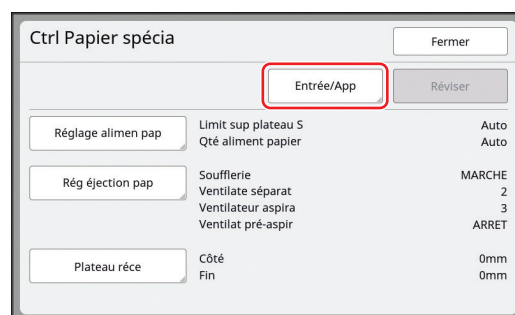 Ctrl Papier spécia
Fermer
Entrée/App
Réviser
Réglage alimen pap
Limit sup plateau S Auto
Qté aliment papier Auto
Rég éjection pap
Soufflerie MARCHE
Ventilate séparat 2
Ventilateur aspira 3
Ventilat pré-aspir ARRET
Plateau réce
Côté 0mm
Fin 0mm